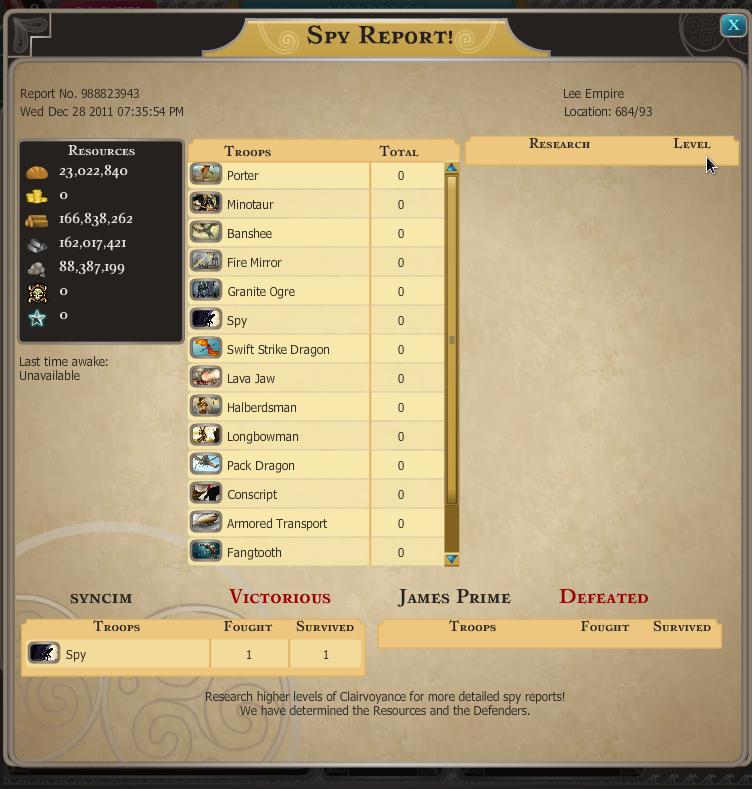 Spy Report!
X
Report No. 988823943
Wed Dec 28 2011 07:35:54 PM
Lee Empire
Location: 684/93
Resources
23,022,840
0
166,838,262
162,017,421
88,387,199
0
0
Last time awake:
Unavailable
Troops Total
Porter 0
Minotaur 0
Banshee 0
Fire Mirror 0
Granite Ogre 0
Spy 0
Swift Strike Dragon 0
Lava Jaw 0
Halberdsman 0
Longbowman 0
Pack Dragon 0
Conscript 0
Armored Transport 0
Fangtooth 0
Research Level
syncim Victorious
Troops Fought Survived
Spy 1 1
James Prime Defeated
Troops Fought Survived
Research higher levels of Clairvoyance for more detailed spy reports!
We have determined the Resources and the Defenders.